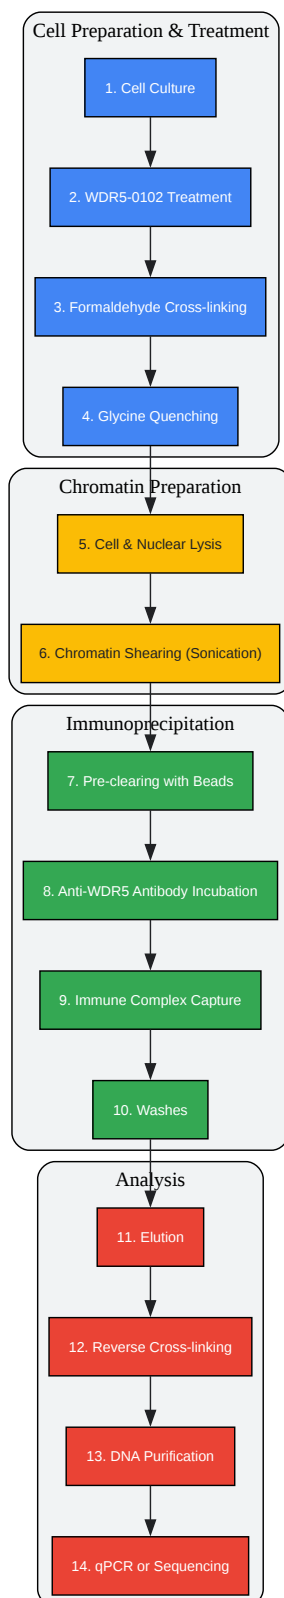 Cell Preparation & Treatment
1. Cell Culture
2. WDR5-0102 Treatment
3. Formaldehyde Cross-linking
4. Glycine Quenching
Chromatin Preparation
5. Cell & Nuclear Lysis
6. Chromatin Shearing (Sonication)
Immunoprecipitation
7. Pre-clearing with Beads
8. Anti-WDR5 Antibody Incubation
9. Immune Complex Capture
10. Washes
Analysis
11. Elution
12. Reverse Cross-linking
13. DNA Purification
14. qPCR or Sequencing